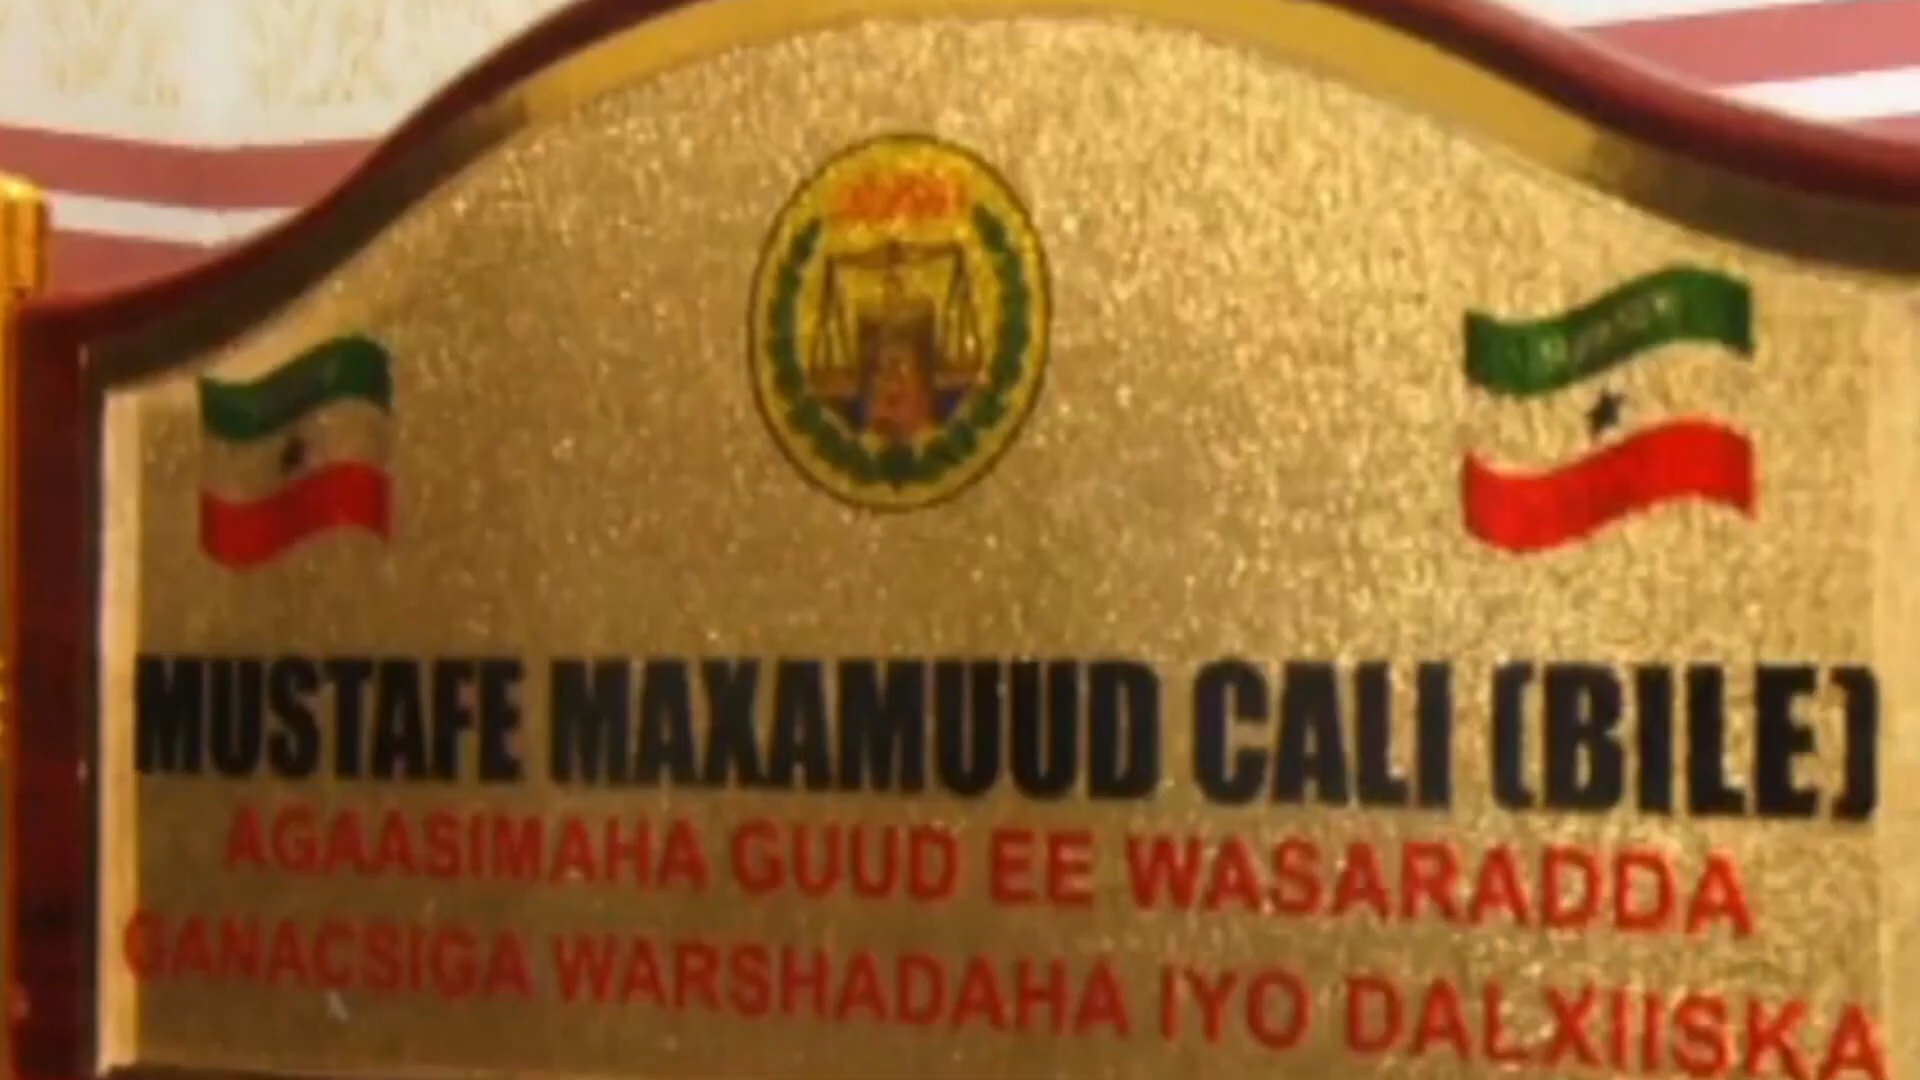 MUSTAFE MAXAMUUD CALI (BILE)
AGAASIMAHA GUUD EE WASARADDA
GANACSIGA WARSHADAHA IYO DALXIISKA